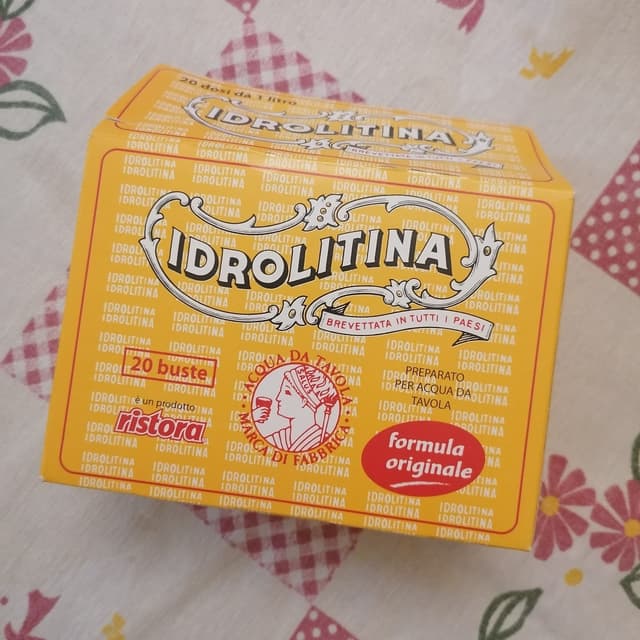 20 dosi da 1 litro
IDROLITINA
IDROLITINA
BREVETTATA IN TUTTI I PAESI
20 buste
è un prodotto
ristora
ACQUA DA TAVOLA
MARCA DI FABBRICA
PREPARATO
PER ACQUA DA
TAVOLA
formula
originale